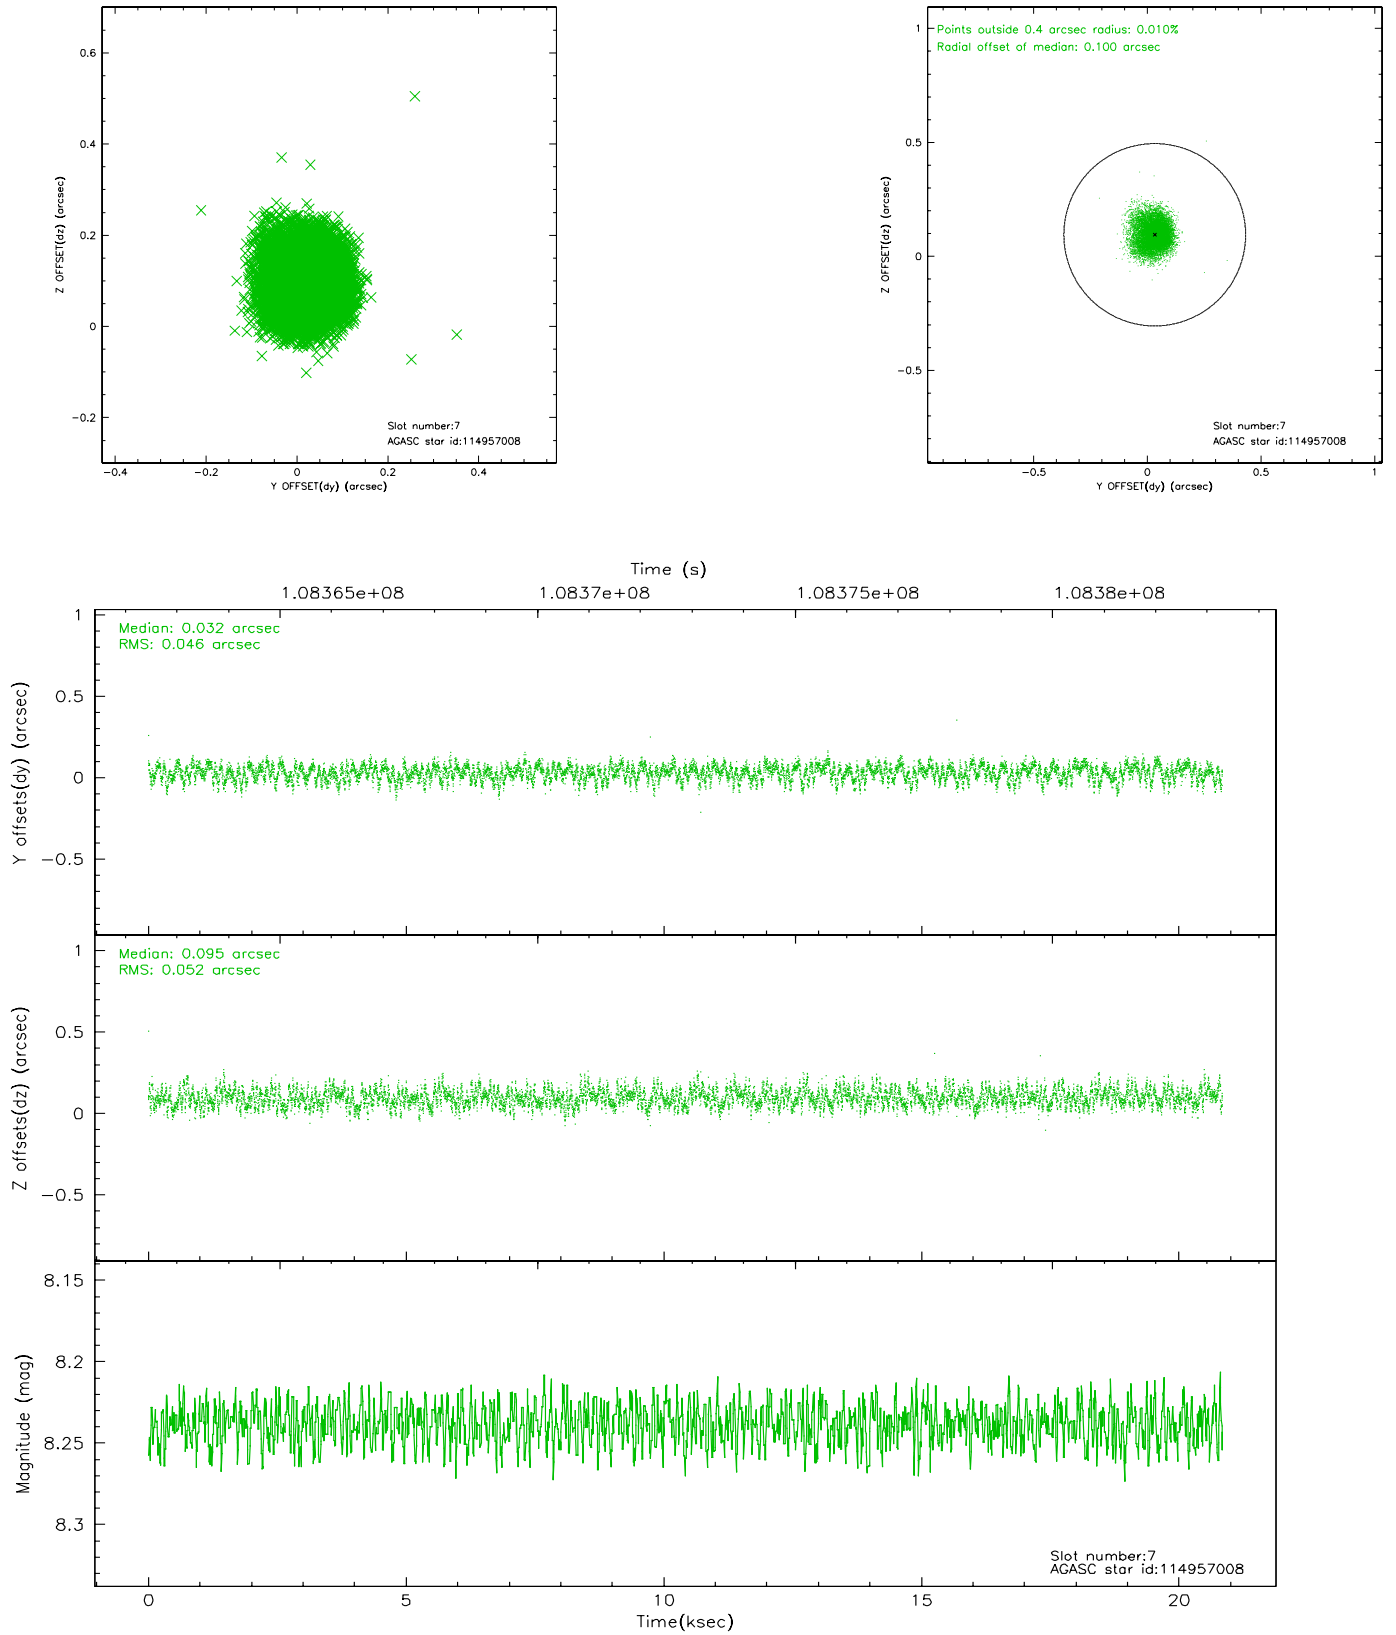 0.6
0.4
0.2
0
−0.2
Z OFFSET(dz) (arcsec)
−0.4
−0.2
0
0.2
0.4
Y OFFSET(dy) (arcsec)
Slot number:7
AGASC star id:114957008
Points outside 0.4 arcsec radius: 0.010%
Radial offset of median: 0.100 arcsec
1
0.5
0
−0.5
Z OFFSET(dz) (arcsec)
−0.5
0
0.5
1
Y OFFSET(dy) (arcsec)
Slot number:7
AGASC star id:114957008
Time (s)
1.08365e+08
1.0837e+08
1.08375e+08
1.0838e+08
Median: 0.032 arcsec
RMS: 0.046 arcsec
1
0.5
0
−0.5
Y offsets(dy) (arcsec)
Median: 0.095 arcsec
RMS: 0.052 arcsec
1
0.5
0
−0.5
Z offsets(dz) (arcsec)
8.15
8.2
8.25
8.3
Magnitude (mag)
Slot number:7
AGASC star id:114957008
0
5
10
15
20
Time(ksec)